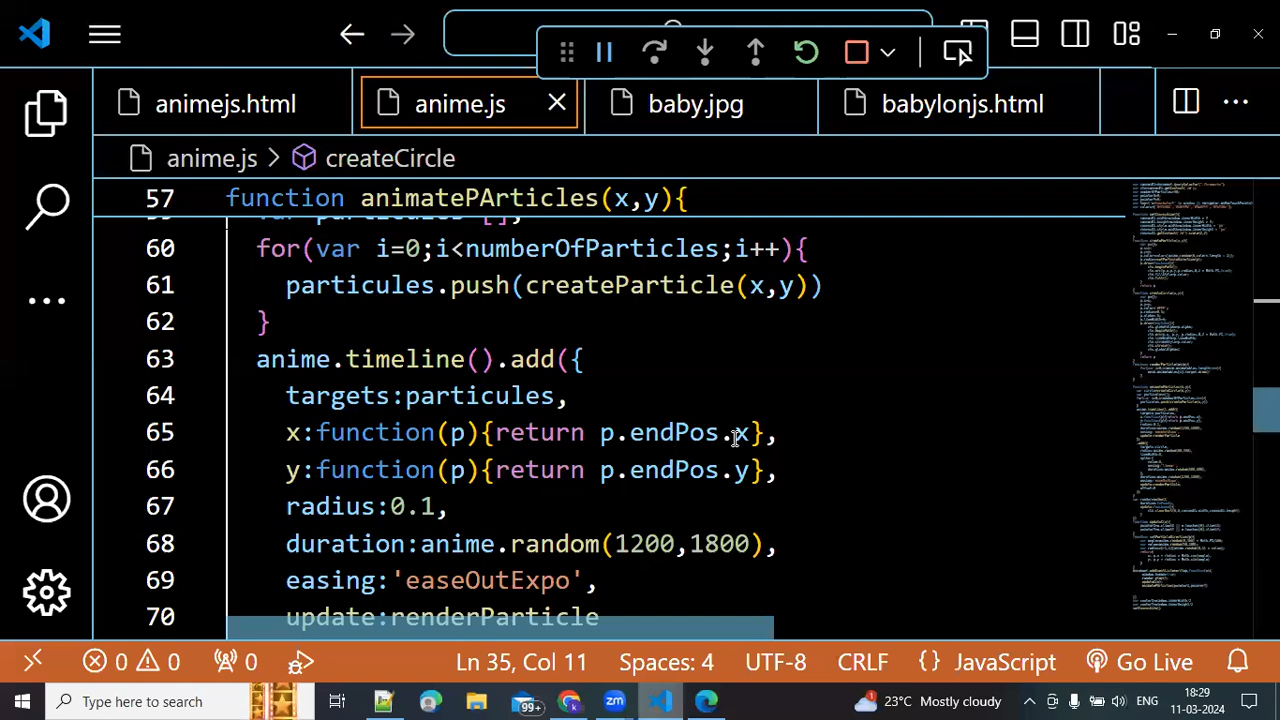 animejs.html
anime.js
baby.jpg
babylonjs.html
anime.js
createCircle
57 function animatePArticles(x,y){
60 for(var i=0;i<numberOfParticles;i++){
61 particules.push(createParticle(x,y))
62 }
63 anime.timeline().add({
64 targets:particules,
65 x:function(p){return p.endPos.x},
66 y:function(p){return p.endPos.y},
67 radius:0.1,
68 duration:anime.random(1200,1800),
69 easing:'easeOutExpo',
70 update:renderParticle
0 0 0 Ln 35, Col 11 Spaces: 4 UTF-8 CRLF {} JavaScript Go Live
Type here to search
99+
zm
23°C Mostly cloudy
ENG
18:29
11-03-2024